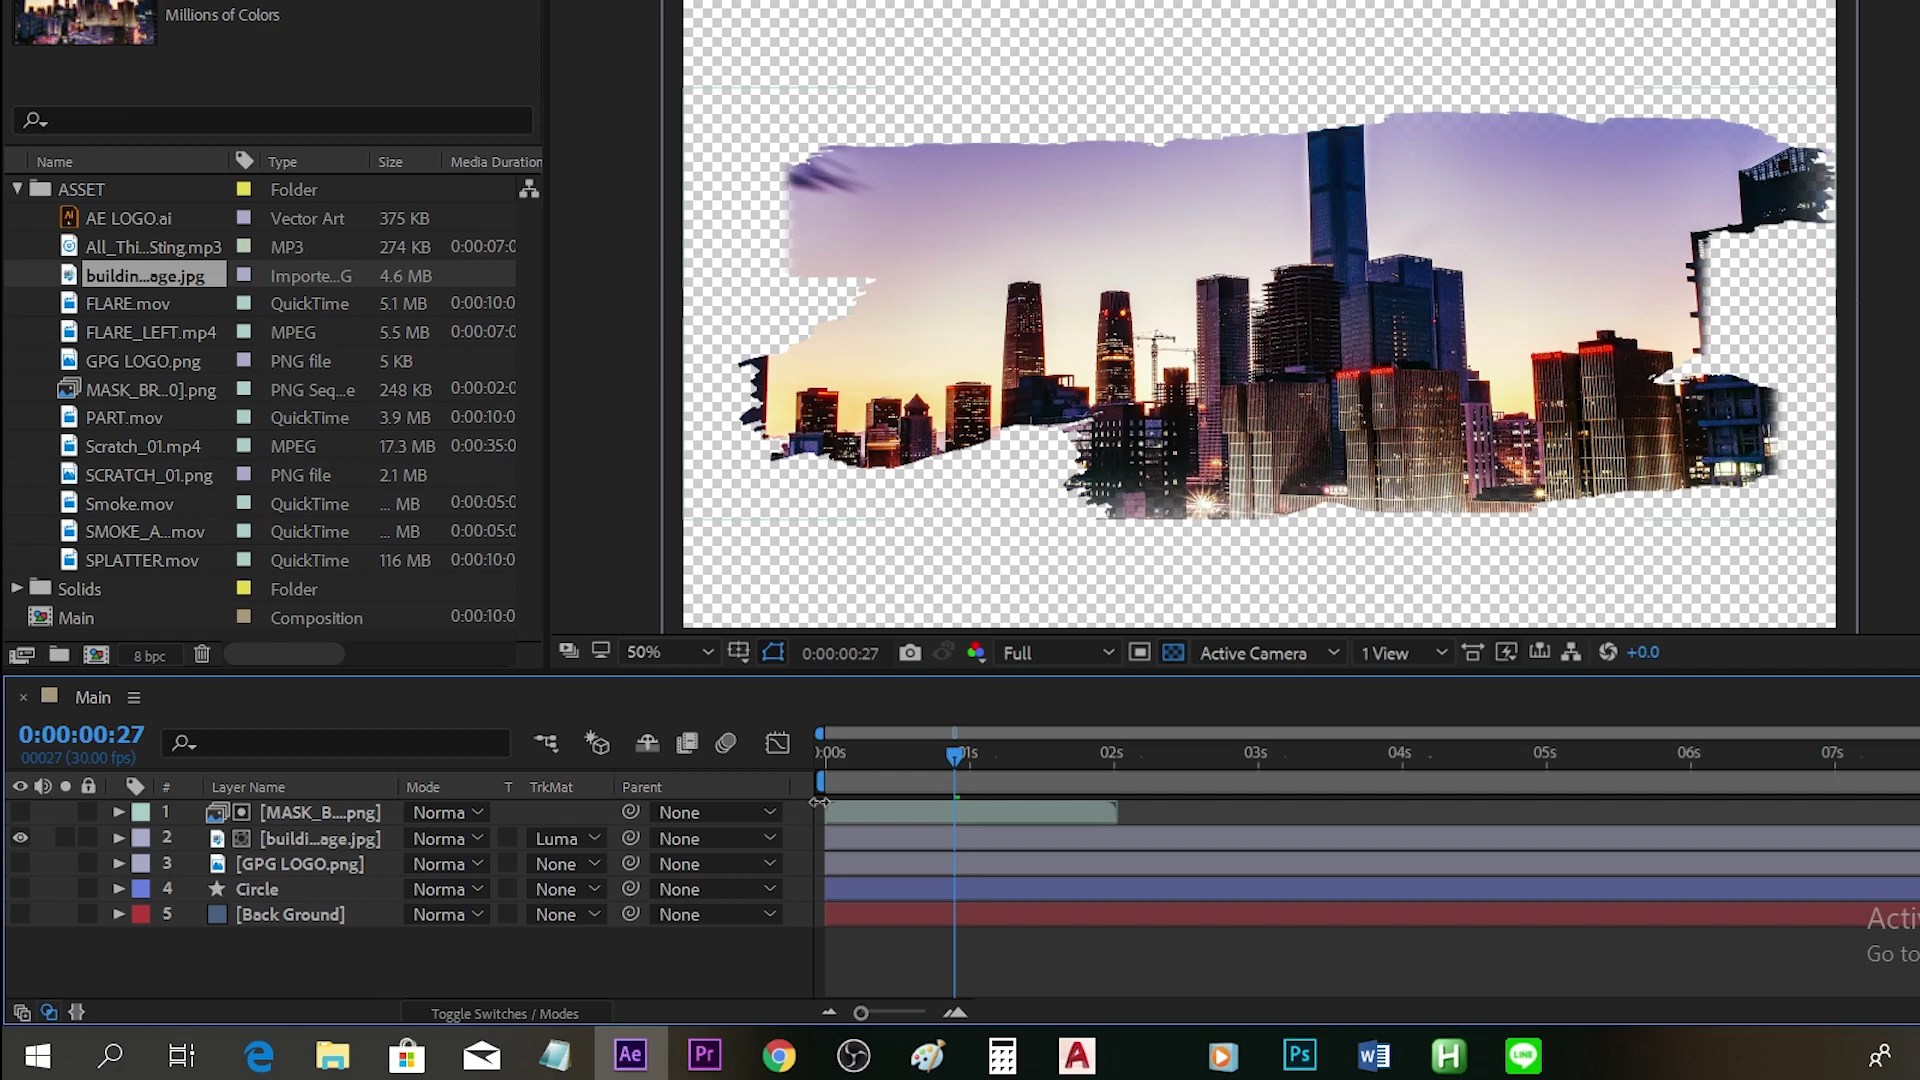 Millions of Colors
Name Type Size Media Duration
ASSET Folder
AE LOGO.ai Vector Art 375 KB
All_Thi...Sting.mp3 MP3 274 KB 0:00:07:0
buildin...age.jpg Importe...G 4.6 MB
FLARE.mov QuickTime 5.1 MB 0:00:10:0
FLARE_LEFT.mp4 MPEG 5.5 MB 0:00:07:0
GPG LOGO.png PNG file 5 KB
MASK_BR...0].png PNG Seq...e 248 KB 0:00:02:0
PART.mov QuickTime 3.9 MB 0:00:10:0
Scratch_01.mp4 MPEG 17.3 MB 0:00:35:0
SCRATCH_01.png PNG file 2.1 MB
Smoke.mov QuickTime ... MB 0:00:05:0
SMOKE_A...mov QuickTime ... MB 0:00:05:0
SPLATTER.mov QuickTime 116 MB 0:00:10:0
Solids Folder
Main Composition 0:00:10:0
8 bpc
50% 0:00:00:27 Full Active Camera 1 View +0.0
× Main
0:00:00:27
00027 (30.00 fps)
):00s 01s 02s 03s 04s 05s 06s 07s
# Layer Name Mode T TrkMat Parent
1 [MASK_B....png] Norma None
2 [buildi...age.jpg] Norma Luma None
3 [GPG LOGO.png] Norma None None
4 Circle Norma None None
5 [Back Ground] Norma None None
Activ
Go to
Toggle Switches / Modes
Ae Pr A Ps W H LINE